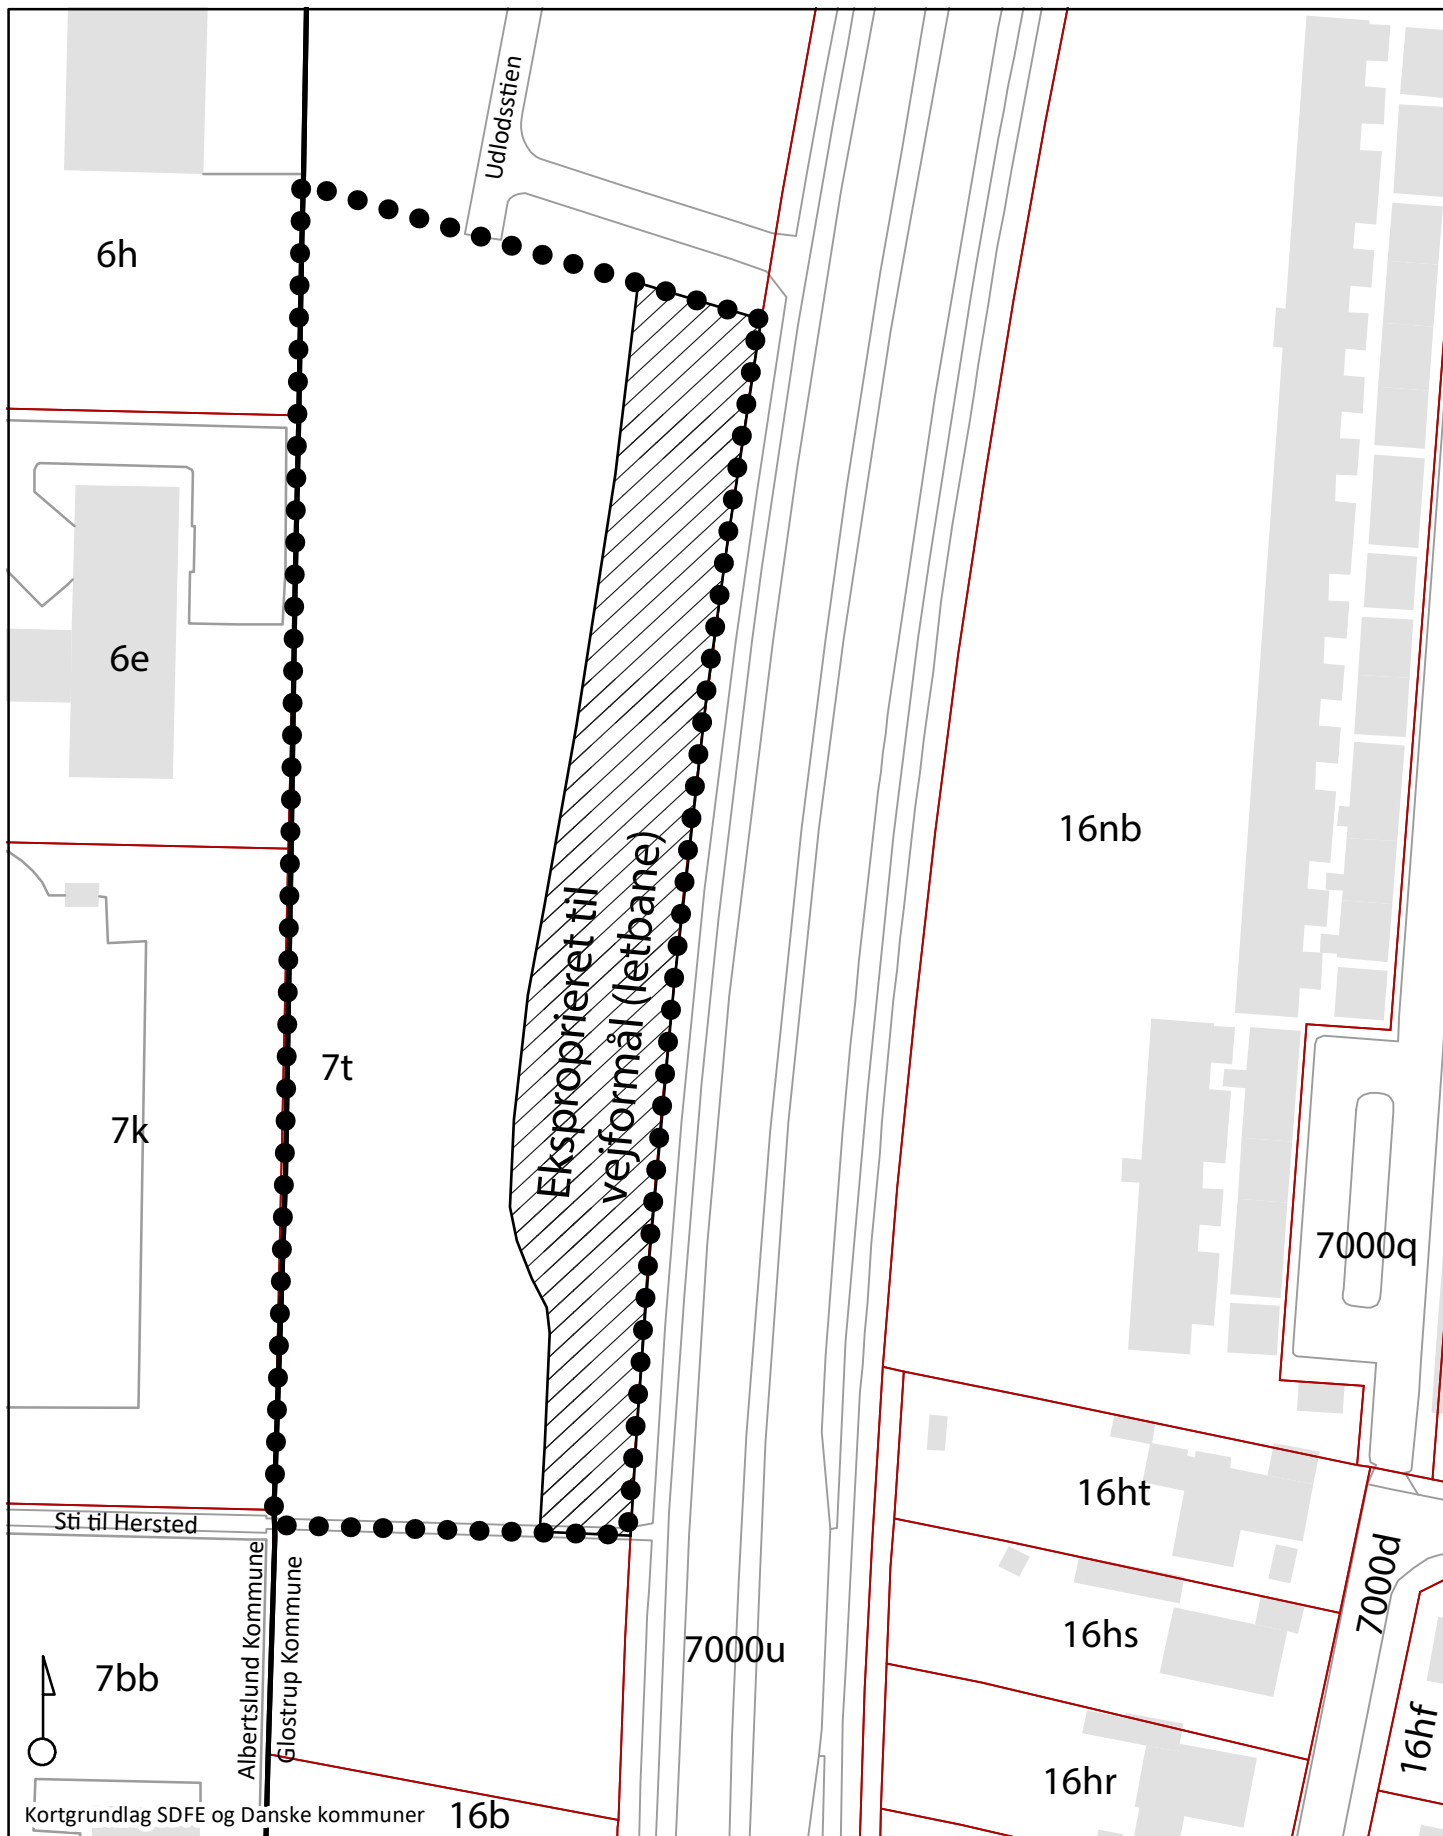 Udlodsstien
6h
6e
16nb
Eksproprieret til
vejformål (letbane)
7t
7k
7000q
16ht
Sti til Hersted
7000d
16hs
7000u
Albertslund Kommune
Glostrup Kommune
7bb
16hf
16hr
Kortgrundlag SDFE og Danske kommuner
16b